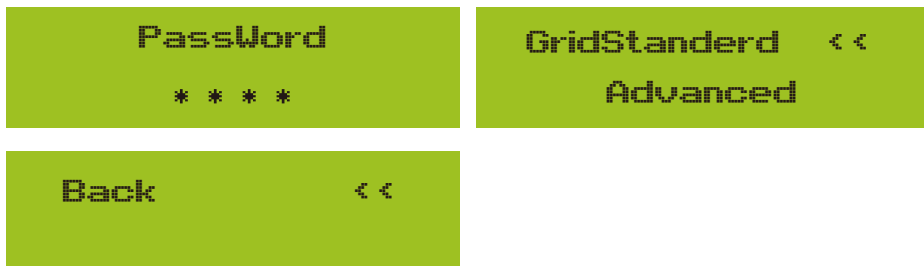 PassWord
* * * *
GridStanderd <<
Advanced
Back <<